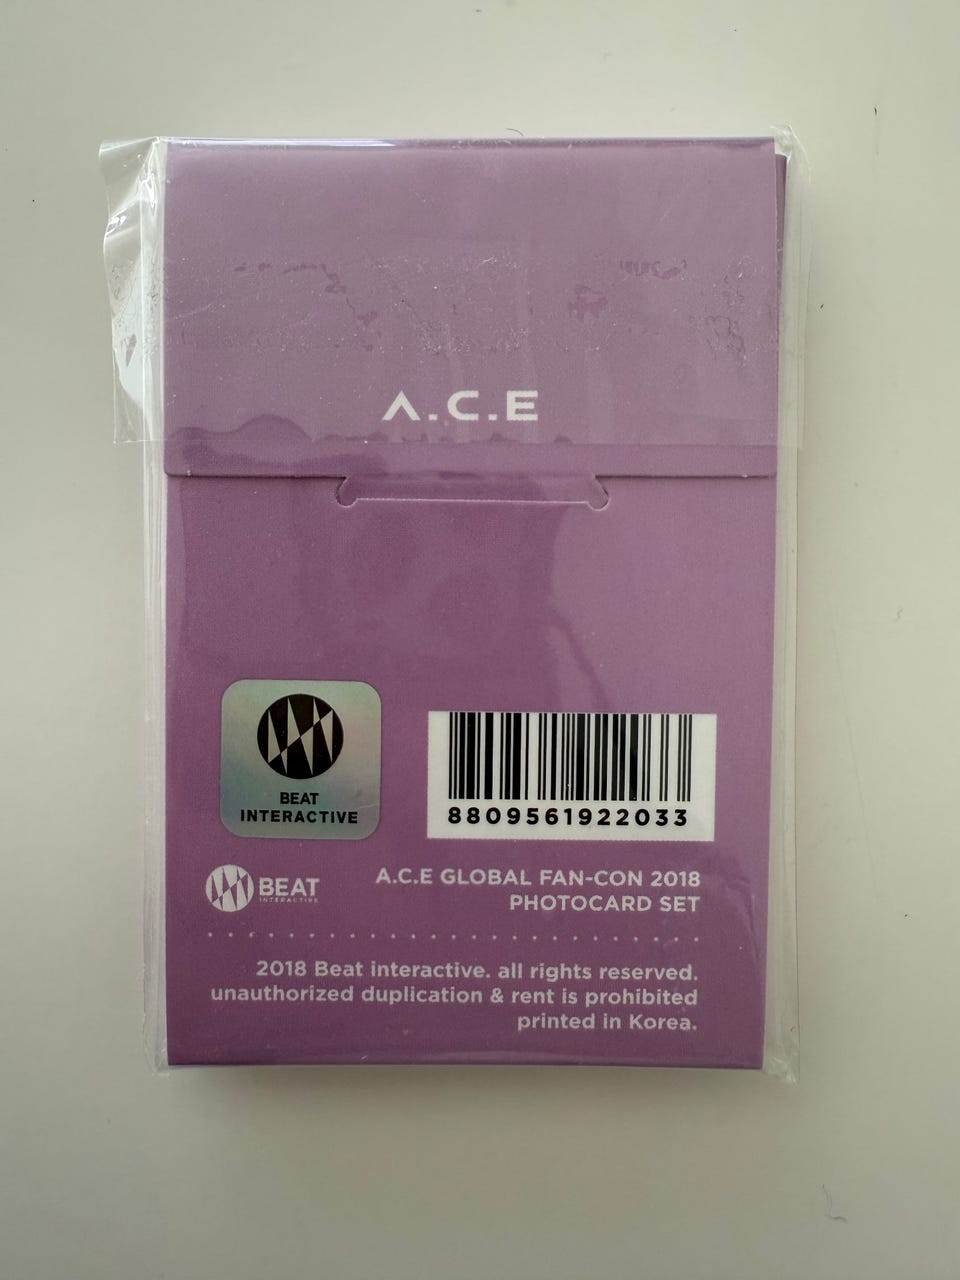 A.C.E
BEAT
INTERACTIVE
8809561922033
BEAT
INTERACTIVE
A.C.E GLOBAL FAN-CON 2018
PHOTOCARD SET
2018 Beat interactive. all rights reserved.
unauthorized duplication & rent is prohibited
printed in Korea.